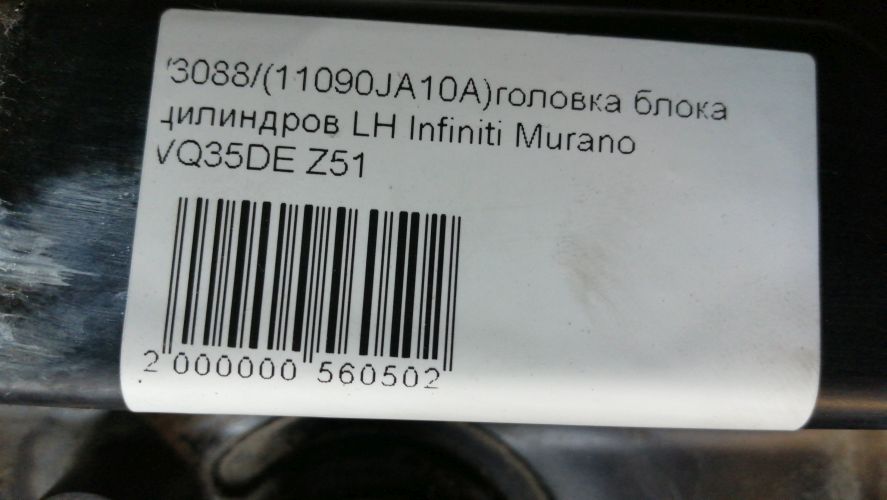 3088/(11090JA10A)головка блока
цилиндров LH Infiniti Murano
VQ35DE Z51
2 000000 560502